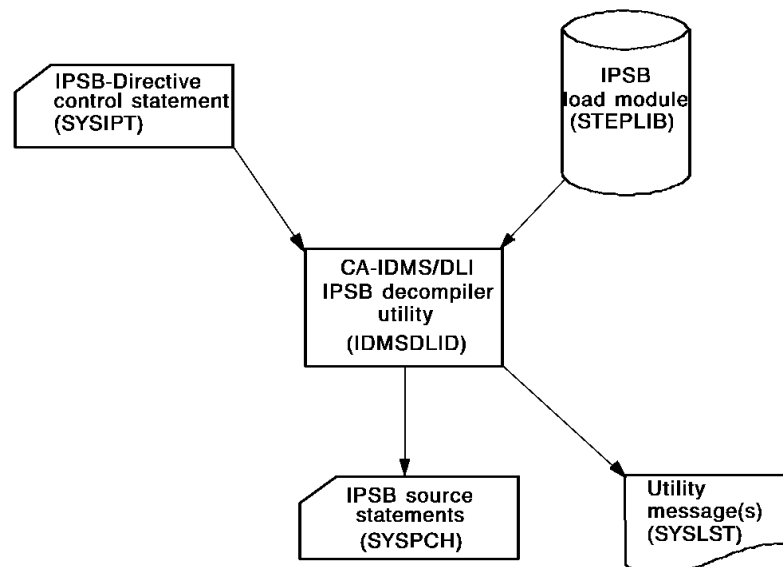 IPSB-Directive
control statement
(SYSIPT)
IPSB
load module
(STEPLIB)
CA-IDMS/DLI
IPSB decompiler
utility
(IDMSDLID)
IPSB source
statements
(SYSPCH)
Utility
message(s)
(SYSLST)